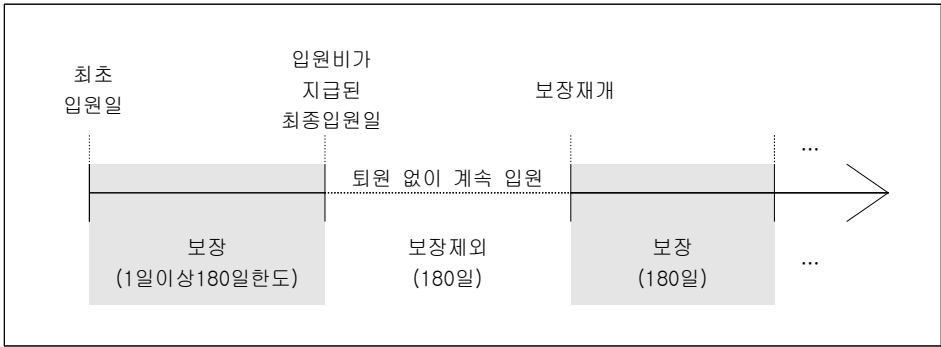 최초
입원일
입원비가
지급된
최종입원일
보장재개
...
퇴원 없이 계속 입원
보장
(1일이상180일한도)
보장제외
(180일)
보장
(180일)
...